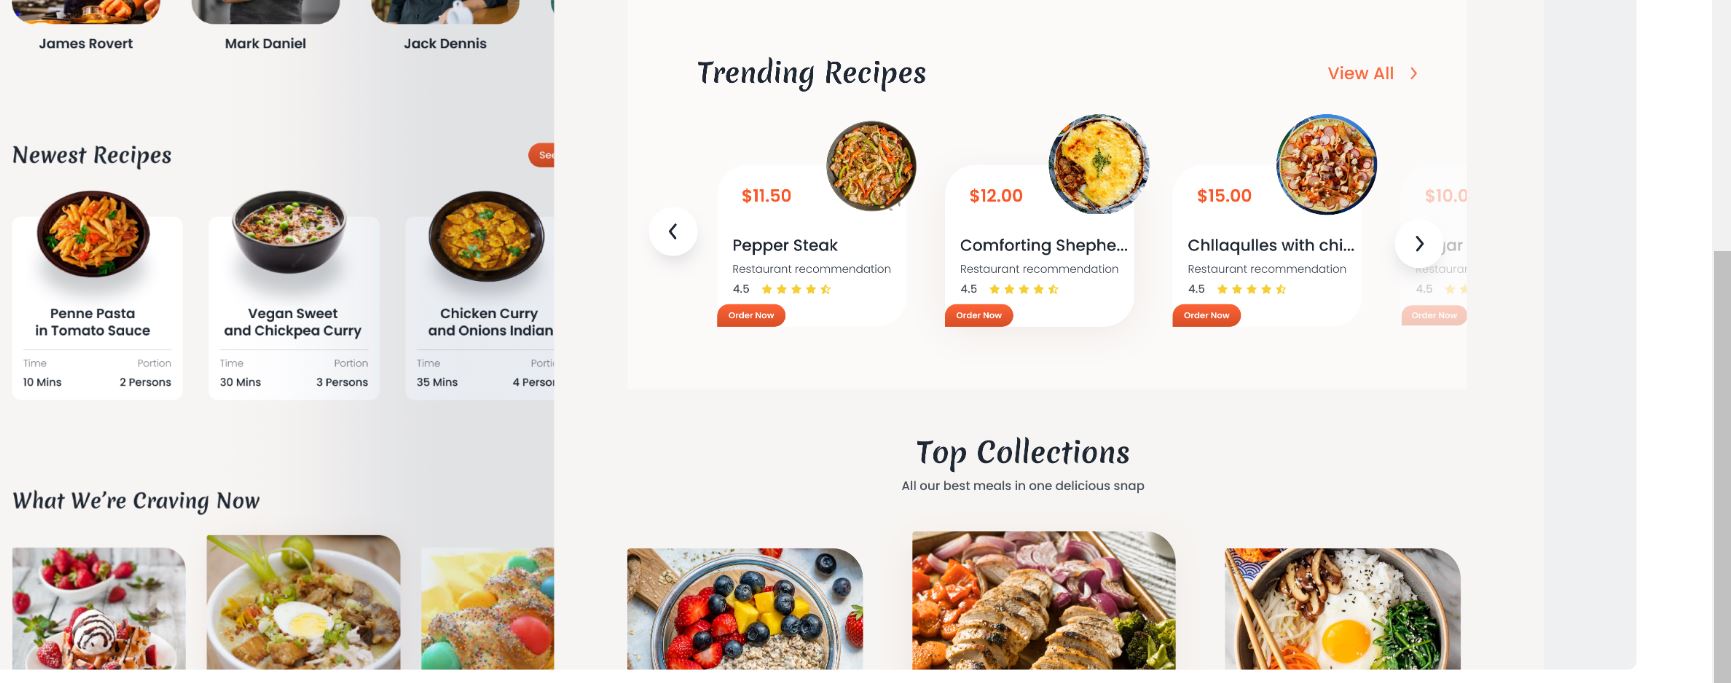 James Rovert
Mark Daniel
Jack Dennis
Newest Recipes
See
Penne Pasta
in Tomato Sauce
Time
Portion
10 Mins
2 Persons
Vegan Sweet
and Chickpea Curry
Time
Portion
30 Mins
3 Persons
Chicken Curry
and Onions Indian
Time
Porti
35 Mins
4 Person
What We're Craving Now
Trending Recipes
View All
$11.50
Pepper Steak
Restaurant recommendation
4.5
Order Now
$12.00
Comforting Shephe...
Restaurant recommendation
4.5
Order Now
$15.00
Chllaqulles with chi...
Restaurant recommendation
4.5
Order Now
$10.0
gar
Restaurar
4.5
Order Now
Top Collections
All our best meals in one delicious snap